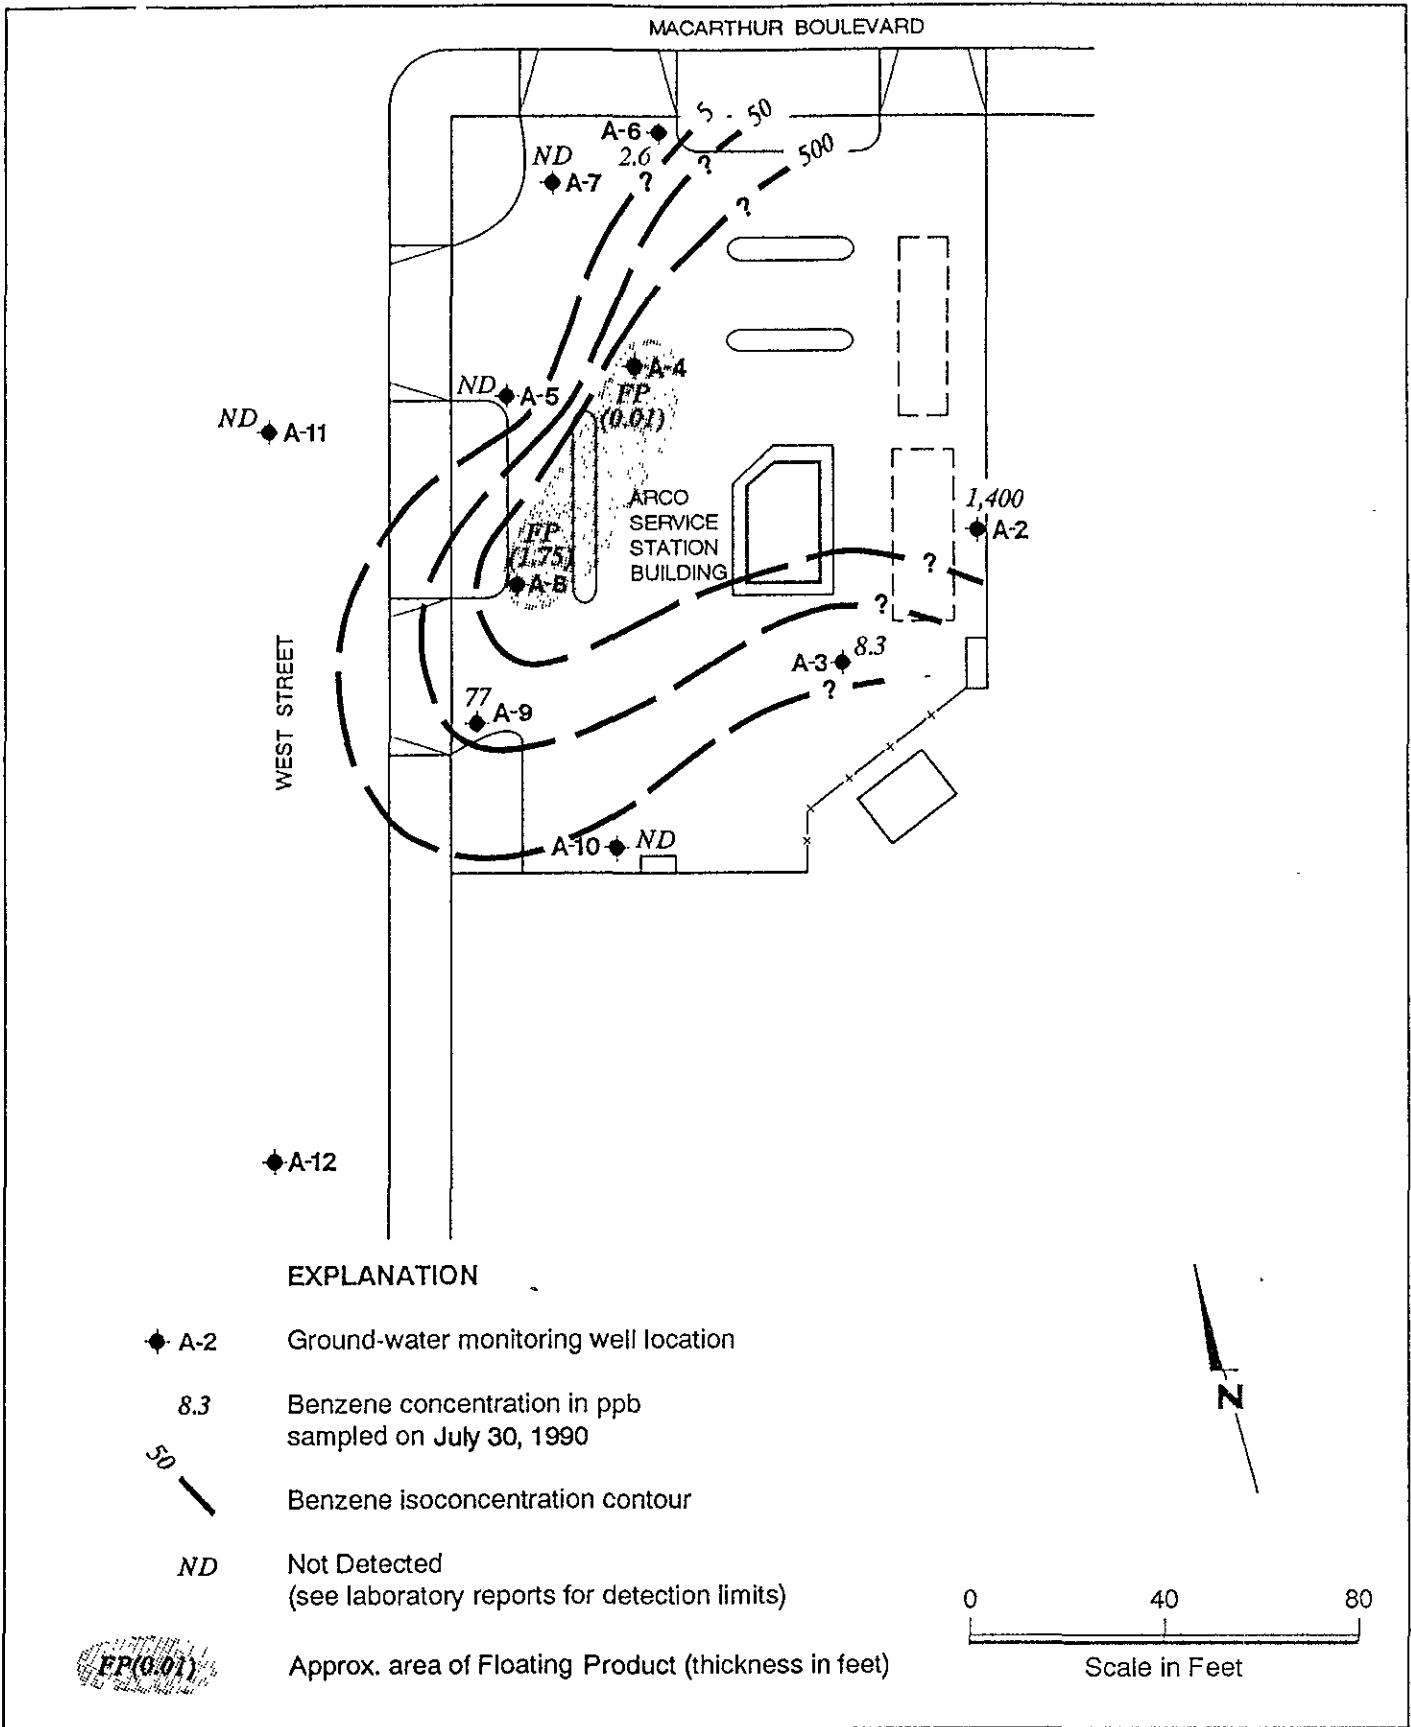 MACARTHUR BOULEVARD
5
50
500
A-6
2.6
ND
A-7
?
?
?
ND
A-5
A-4
FP
(0.01)
ND
A-11
ARCO
SERVICE
STATION
BUILDING
1,400
A-2
FP
(1.75)
A-8
?
?
A-3
8.3
?
WEST STREET
77
A-9
A-10
ND
A-12
EXPLANATION
A-2 Ground-water monitoring well location
8.3 Benzene concentration in ppb
sampled on July 30, 1990
50
Benzene isoconcentration contour
ND Not Detected
(see laboratory reports for detection limits)
FP(0.01) Approx. area of Floating Product (thickness in feet)
N
0 40 80
Scale in Feet